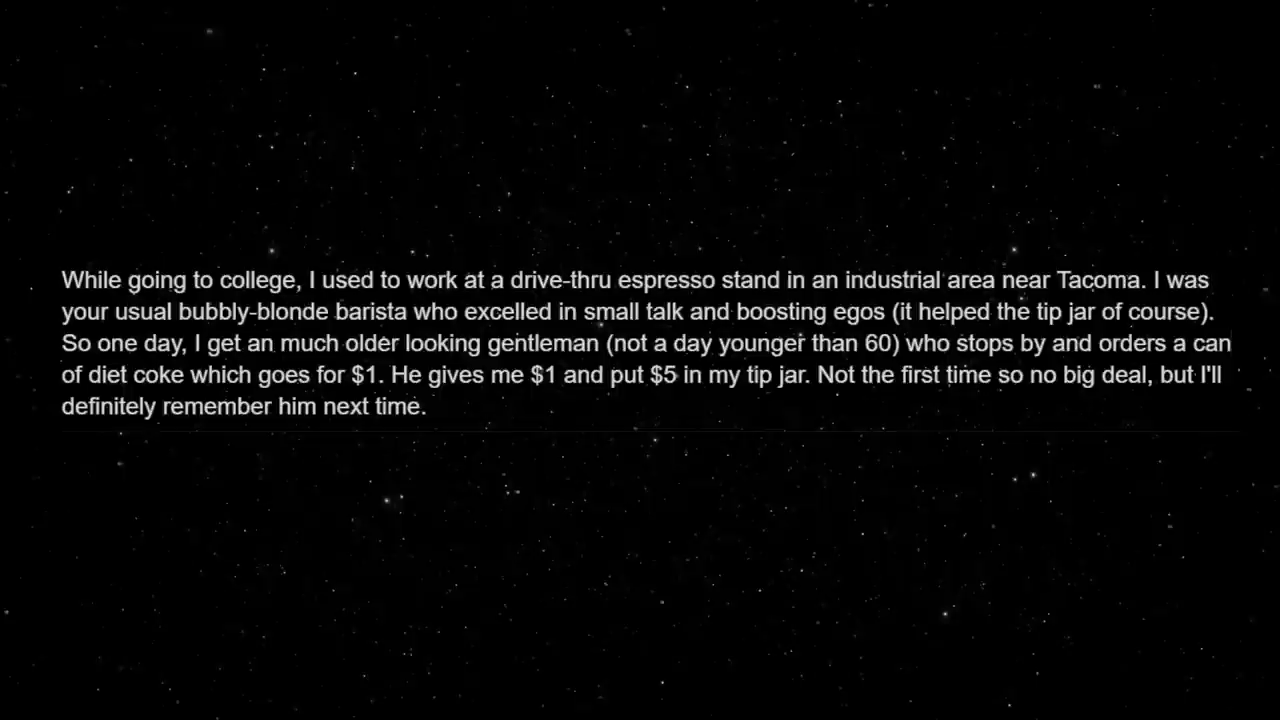 While going to college, I used to work at a drive-thru espresso stand in an industrial area near Tacoma. I was
your usual bubbly-blonde barista who excelled in small talk and boosting egos (it helped the tip jar of course).
So one day, I get an much older looking gentleman (not a day younger than 60) who stops by and orders a can
of diet coke which goes for $1. He gives me $1 and put $5 in my tip jar. Not the first time so no big deal, but I'll
definitely remember him next time.